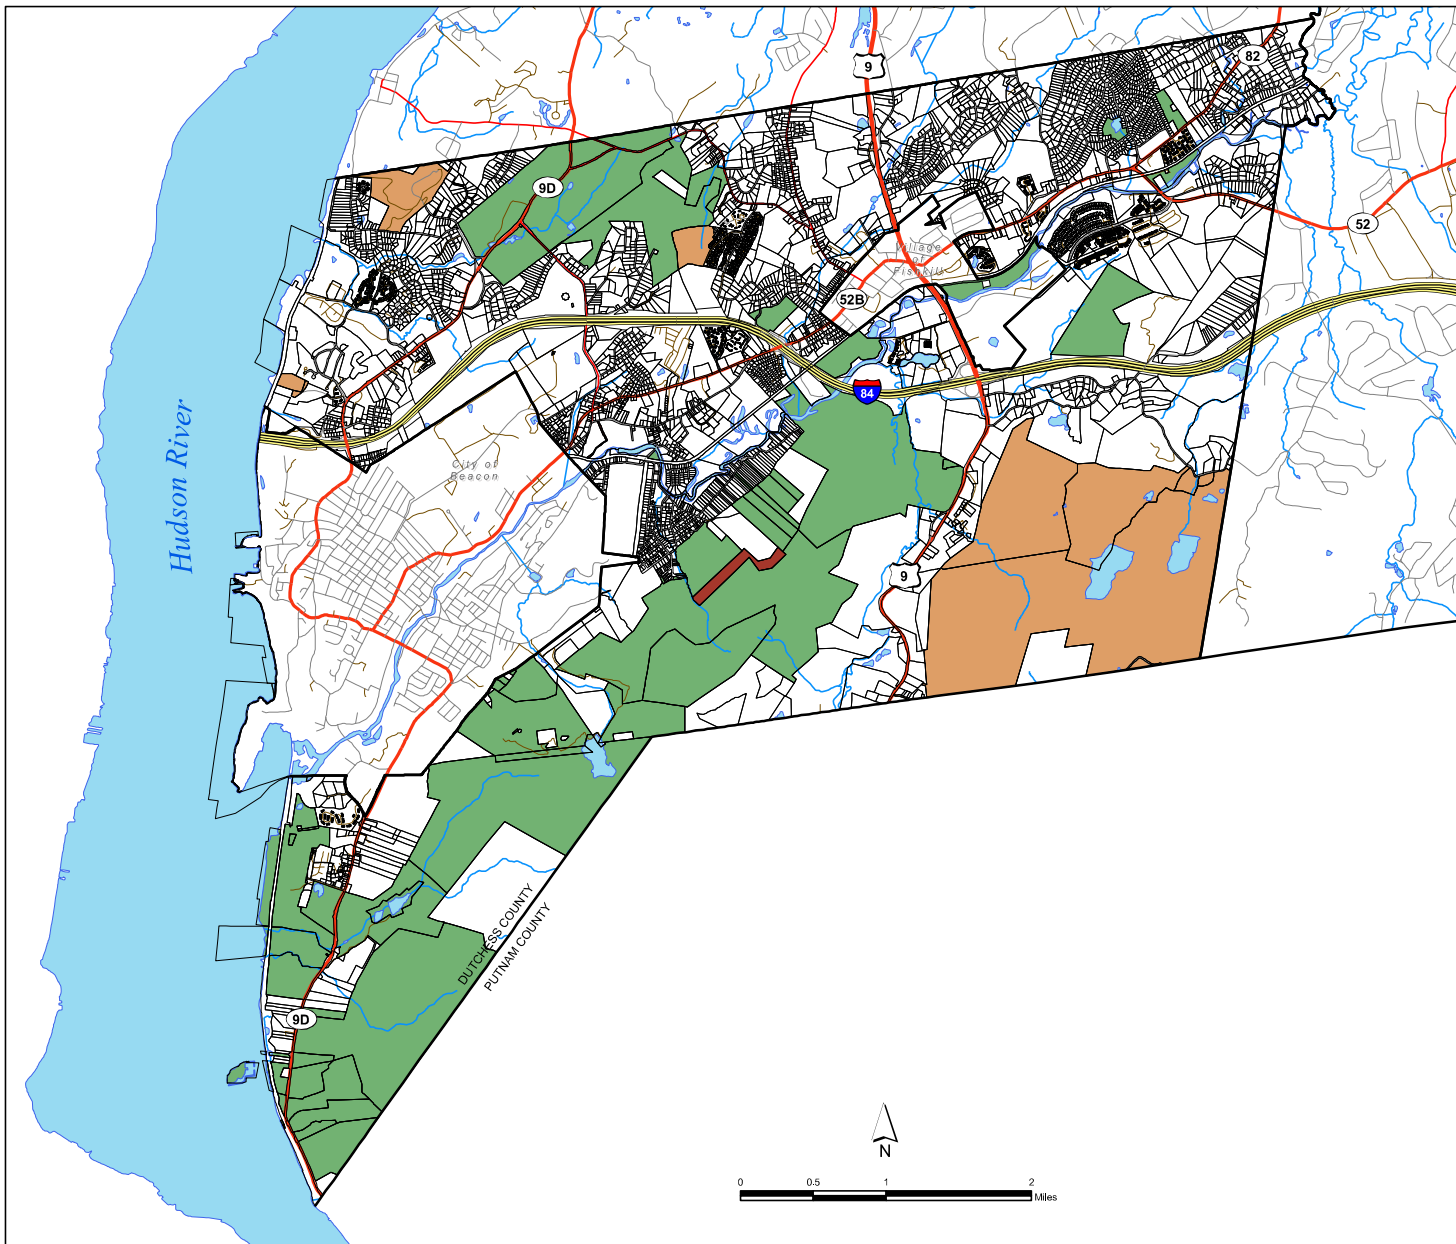 9
82
9D
52
Village
of
Fishkill
52B
84
City of
Beacon
Hudson River
9
DUTCHESS COUNTY
PUTNAM COUNTY
9D
N
0 0.5 1 2
Miles